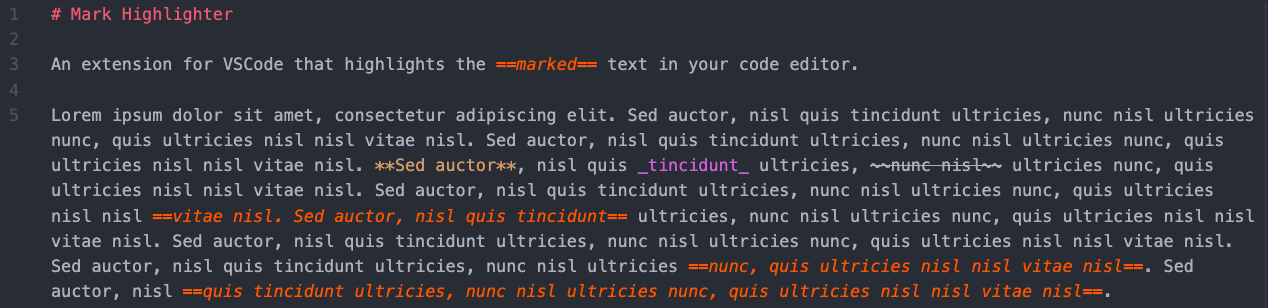 1 # Mark Highlighter
2
3 An extension for VSCode that highlights the ==marked== text in your code editor.
4
5 Lorem ipsum dolor sit amet, consectetur adipiscing elit. Sed auctor, nisl quis tincidunt ultricies, nunc nisl ultricies
nunc, quis ultricies nisl nisl vitae nisl. Sed auctor, nisl quis tincidunt ultricies, nunc nisl ultricies nunc, quis
ultricies nisl nisl vitae nisl. **Sed auctor**, nisl quis _tincidunt_ ultricies, ~~nunc nisl~~ ultricies nunc, quis
ultricies nisl nisl vitae nisl. Sed auctor, nisl quis tincidunt ultricies, nunc nisl ultricies nunc, quis ultricies
nisl nisl ==vitae nisl. Sed auctor, nisl quis tincidunt== ultricies, nunc nisl ultricies nunc, quis ultricies nisl nisl
vitae nisl. Sed auctor, nisl quis tincidunt ultricies, nunc nisl ultricies nunc, quis ultricies nisl nisl vitae nisl.
Sed auctor, nisl quis tincidunt ultricies, nunc nisl ultricies ==nunc, quis ultricies nisl nisl vitae nisl==. Sed
auctor, nisl ==quis tincidunt ultricies, nunc nisl ultricies nunc, quis ultricies nisl nisl vitae nisl==.